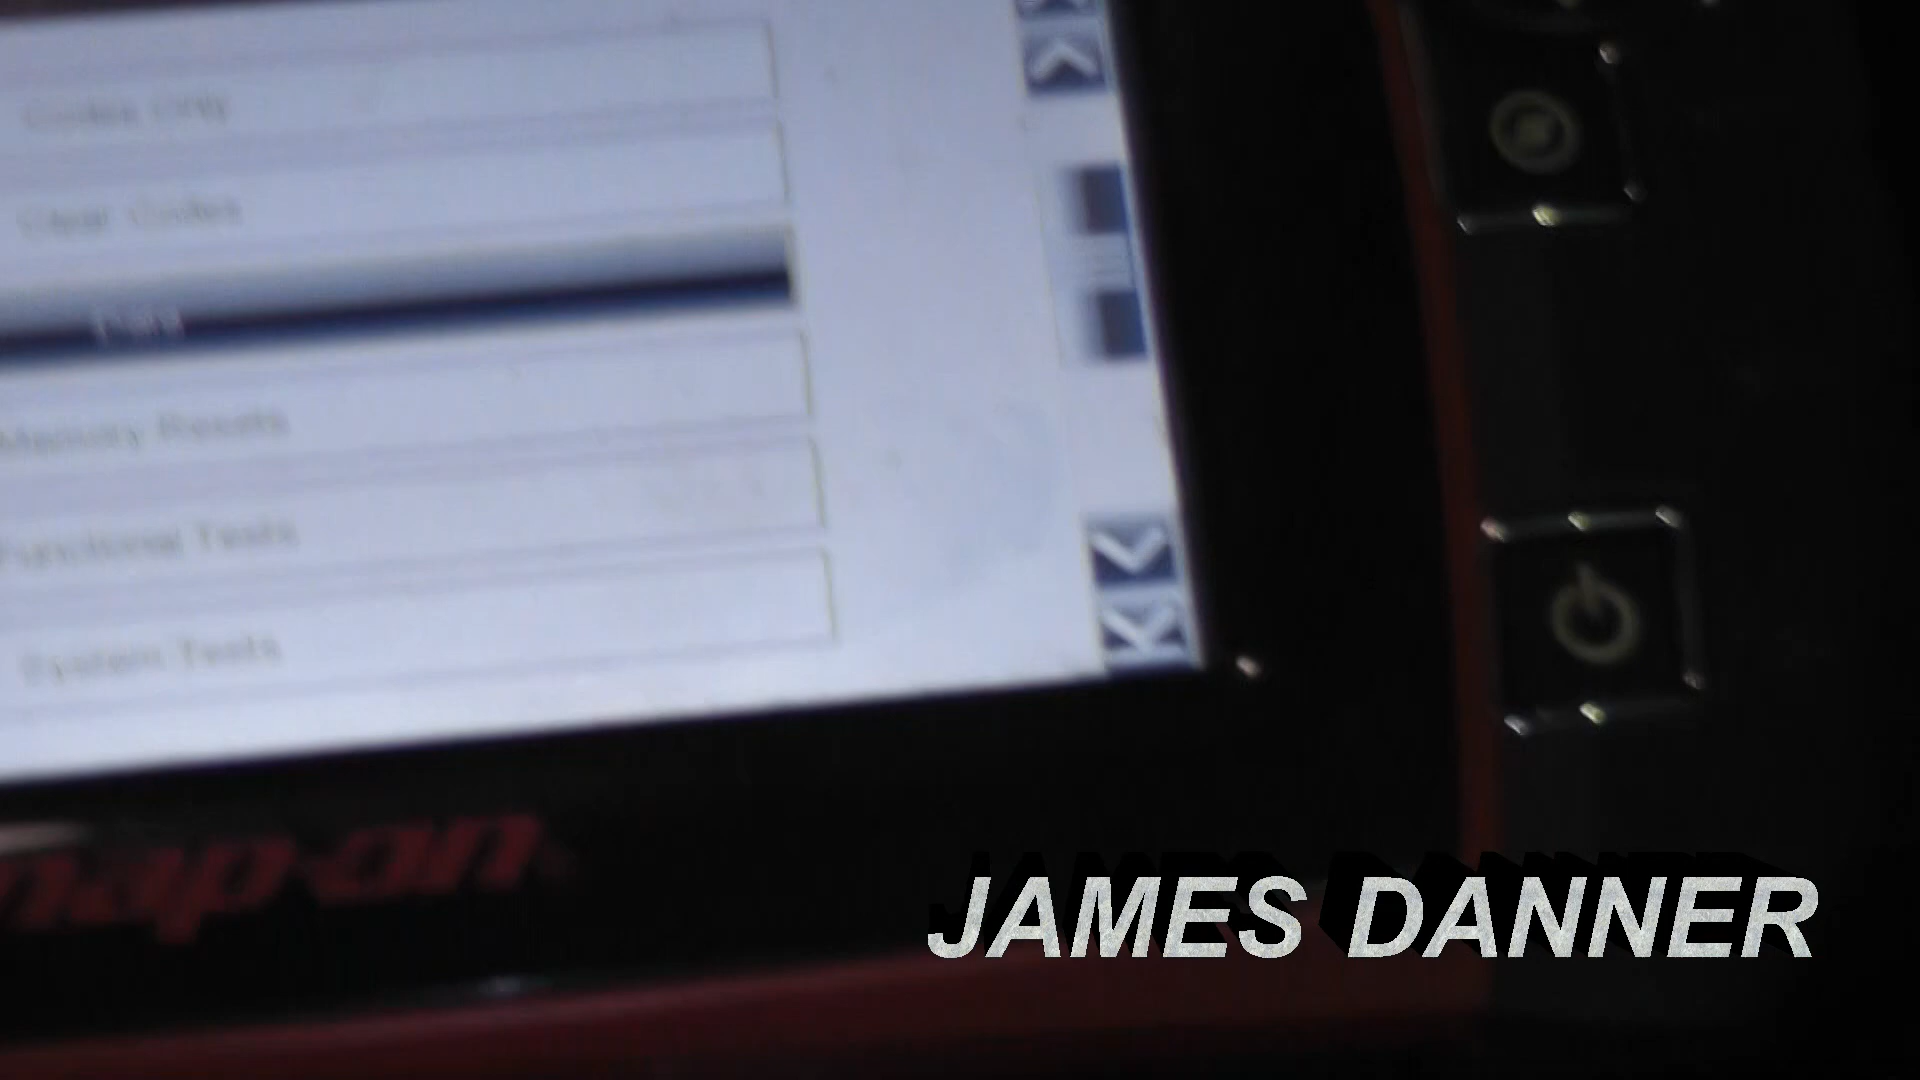 Codes Only
Clear Codes
Data
Memory Resets
Functional Tests
System Tests
snap-on
JAMES DANNER